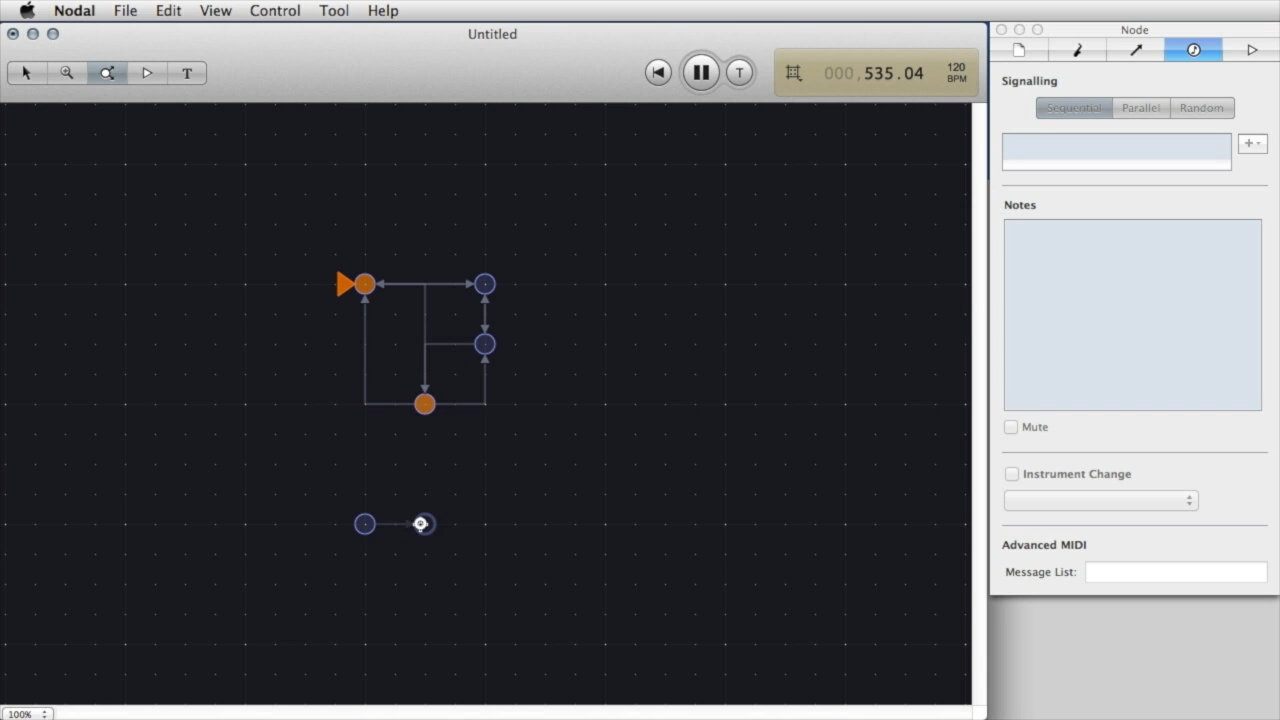 Nodal File Edit View Control Tool Help
Untitled
Node
T
T
000,535.04
120
BPM
Signalling
Sequential Parallel Random
+
Notes
Mute
Instrument Change
Advanced MIDI
Message List:
100%